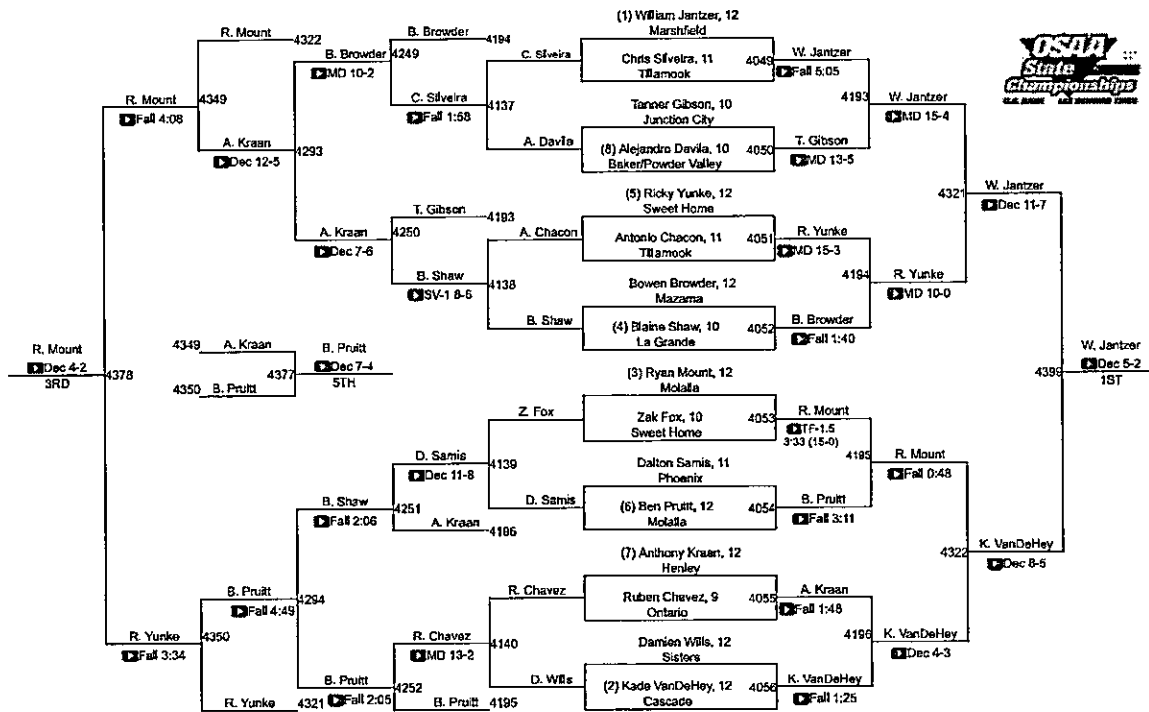 OSAA
State
Championships
R. Mount
4322
B. Browder
MD 10-2
4249
B. Browder
4194
C. Silveira
(1) William Jantzer, 12
Marshfield
Chris Silveira, 11
Tillamook
4049
W. Jantzer
Fall 5:05
R. Mount
Fall 4:08
4349
C. Silveira
Fall 1:58
4137
Tanner Gibson, 10
Junction City
4193
W. Jantzer
MD 15-4
A. Kraan
Dec 12-5
4293
A. Davila
(8) Alejandro Davila, 10
Baker/Powder Valley
4050
T. Gibson
MD 13-5
(5) Ricky Yunke, 12
Sweet Home
4321
W. Jantzer
Dec 11-7
A. Kraan
Dec 7-6
4250
T. Gibson
4193
A. Chacon
Antonio Chacon, 11
Tillamook
4051
R. Yunke
MD 15-3
B. Shaw
SV-1 8-6
4138
Bowen Browder, 12
Mazama
4194
R. Yunke
MD 10-0
B. Shaw
(4) Blaine Shaw, 10
La Grande
4052
B. Browder
Fall 1:40
R. Mount
Dec 4-2
3RD
4378
4349
A. Kraan
4377
B. Pruitt
Dec 7-4
5TH
4350
B. Pruitt
(3) Ryan Mount, 12
Molalla
4399
W. Jantzer
Dec 5-2
1ST
Z. Fox
Zak Fox, 10
Sweet Home
4053
R. Mount
TF-1.5
3:33 (15-0)
D. Samis
Dec 11-8
4139
Dalton Samis, 11
Phoenix
4195
R. Mount
Fall 0:48
B. Shaw
Fall 2:06
4251
A. Kraan
4196
D. Samis
(6) Ben Pruitt, 12
Molalla
4054
B. Pruitt
Fall 3:11
(7) Anthony Kraan, 12
Henley
4322
K. VanDeHey
Dec 8-5
B. Pruitt
Fall 4:49
4294
R. Chavez
Ruben Chavez, 9
Ontario
4055
A. Kraan
Fall 1:48
R. Yunke
Fall 3:34
4350
R. Chavez
MD 13-2
4140
Damien Wills, 12
Sisters
4196
K. VanDeHey
Dec 4-3
B. Pruitt
Fall 2:05
4252
D. Wills
(2) Kade VanDeHey, 12
Cascade
4056
K. VanDeHey
Fall 1:25
R. Yunke
4321
B. Pruitt
4195